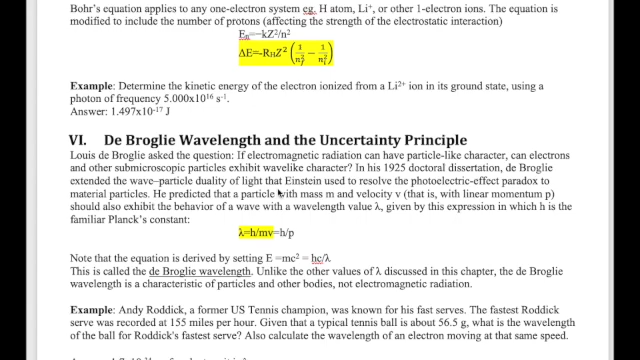 Bohr's equation applies to any one-electron system eg. H atom, Li⁺, or other 1-electron ions. The equation is
modified to include the number of protons (affecting the strength of the electrostatic interaction)
Eₙ=−kZ²/n²
ΔE=-R_HZ² (1/n_f² − 1/n_i²)
Example: Determine the kinetic energy of the electron ionized from a Li²⁺ ion in its ground state, using a
photon of frequency 5.000x10¹⁶ s⁻¹.
Answer: 1.497x10⁻¹⁷ J
VI. De Broglie Wavelength and the Uncertainty Principle
Louis de Broglie asked the question: If electromagnetic radiation can have particle-like character, can electrons
and other submicroscopic particles exhibit wavelike character? In his 1925 doctoral dissertation, de Broglie
extended the wave–particle duality of light that Einstein used to resolve the photoelectric-effect paradox to
material particles. He predicted that a particle with mass m and velocity v (that is, with linear momentum p)
should also exhibit the behavior of a wave with a wavelength value λ, given by this expression in which h is the
familiar Planck's constant:
λ=h/mv=h/p
Note that the equation is derived by setting E =mc² = hc/λ
This is called the de Broglie wavelength. Unlike the other values of λ discussed in this chapter, the de Broglie
wavelength is a characteristic of particles and other bodies, not electromagnetic radiation.
Example: Andy Roddick, a former US Tennis champion, was known for his fast serves. The fastest Roddick
serve was recorded at 155 miles per hour. Given that a typical tennis ball is about 56.5 g, what is the wavelength
of the ball for Roddick's fastest serve? Also calculate the wavelength of an electron moving at that same speed.